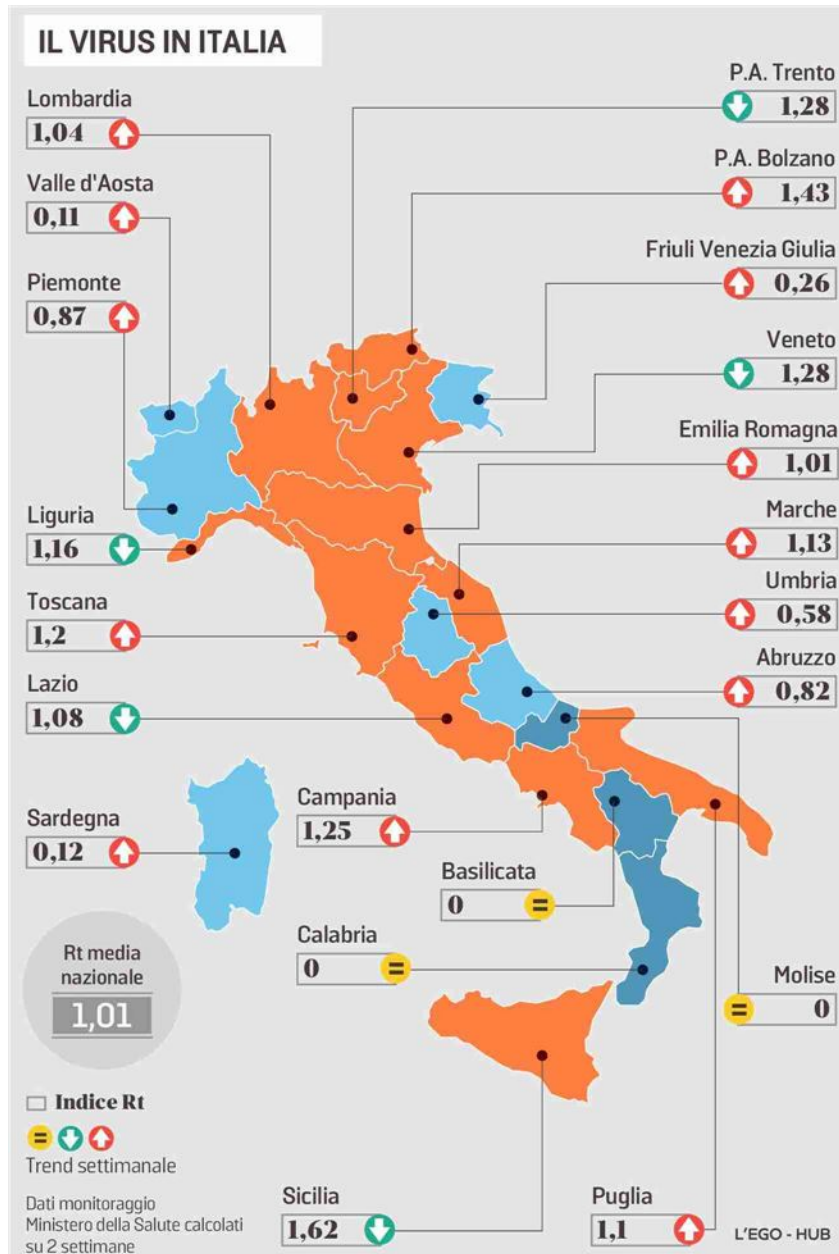 IL VIRUS IN ITALIA
Lombardia
1,04
Valle d'Aosta
0,11
Piemonte
0,87
Liguria
1,16
Toscana
1,2
Lazio
1,08
Sardegna
0,12
P.A. Trento
1,28
P.A. Bolzano
1,43
Friuli Venezia Giulia
0,26
Veneto
1,28
Emilia Romagna
1,01
Marche
1,13
Umbria
0,58
Abruzzo
0,82
Campania
1,25
Basilicata
0 =
Calabria
0 =
Molise
= 0
Rt media
nazionale
1,01
Indice Rt
=
Trend settimanale
Dati monitoraggio
Ministero della Salute calcolati
su 2 settimane
Sicilia
1,62
Puglia
1,1
L'EGO - HUB